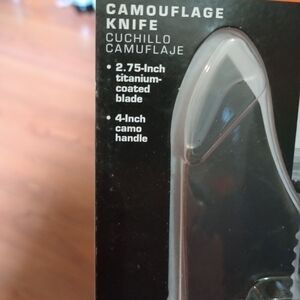 CAMOUFLAGE
KNIFE
CUCHILLO
CAMUFLAJE
• 2.75-Inch
titanium-
coated
blade
• 4-Inch
camo
handle